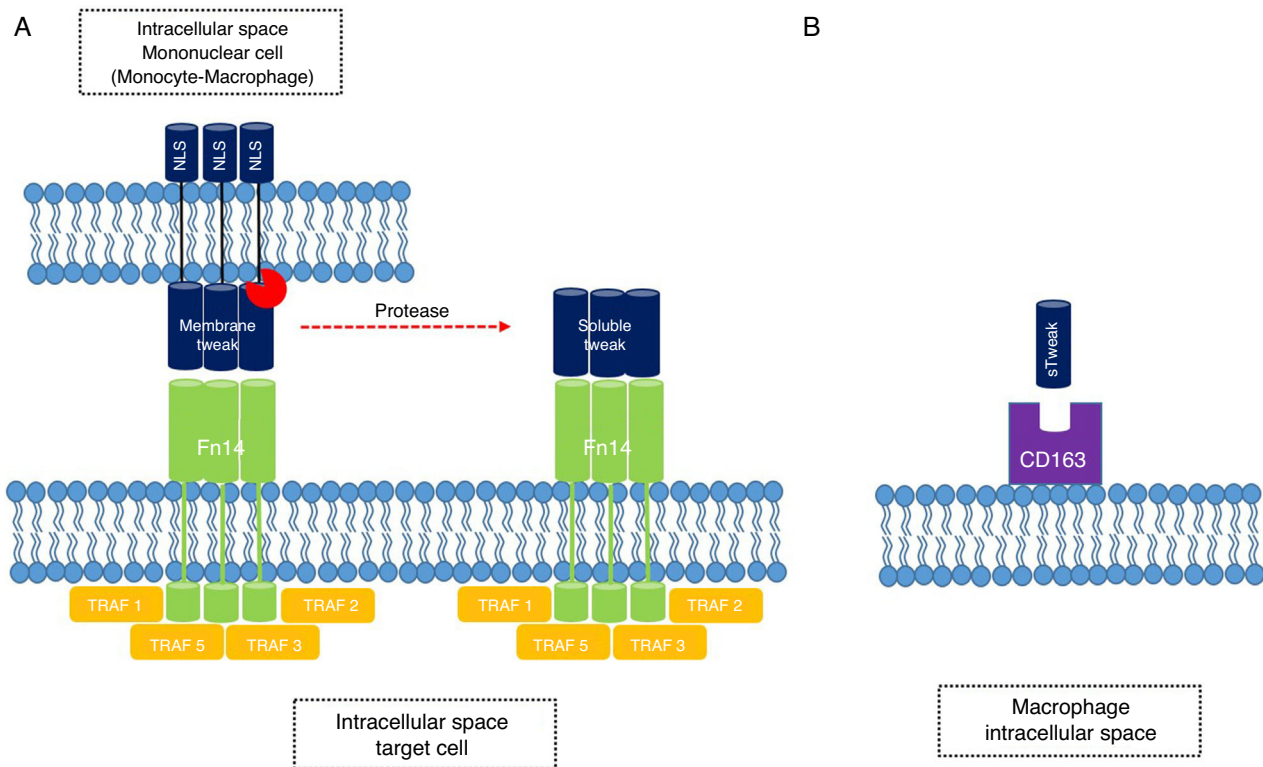 A
Intracellular space
Mononuclear cell
(Monocyte-Macrophage)
NLS
NLS
NLS
Membrane
tweak
Protease
Soluble
tweak
Fn14
Fn14
TRAF 1
TRAF 2
TRAF 5
TRAF 3
TRAF 1
TRAF 2
TRAF 5
TRAF 3
Intracellular space
target cell
B
sTweak
CD163
Macrophage
intracellular space